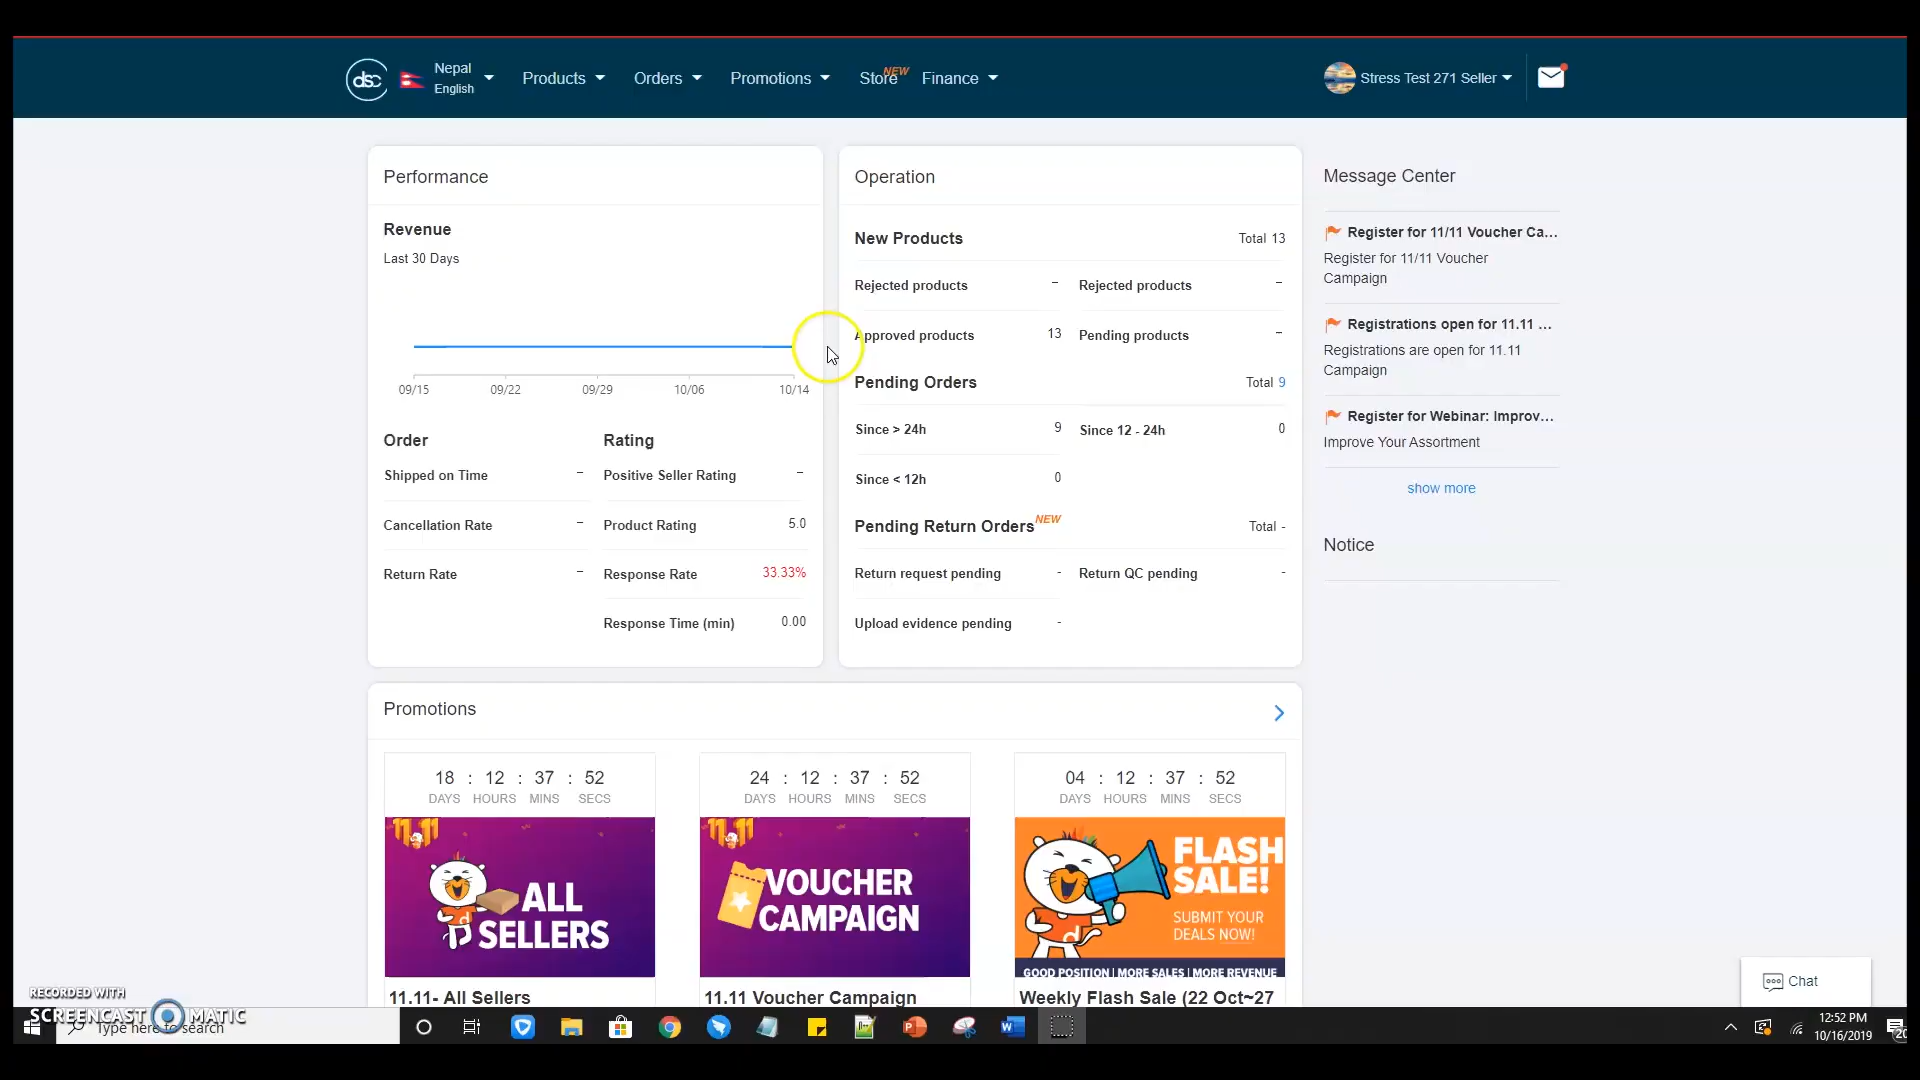 dsc
Nepal
English
Products
Orders
Promotions
Store NEW
Finance
Stress Test 271 Seller
Performance
Revenue
Last 30 Days
09/15 09/22 09/29 10/06 10/14
Order
Shipped on Time -
Cancellation Rate -
Return Rate -
Rating
Positive Seller Rating -
Product Rating 5.0
Response Rate 33.33%
Response Time (min) 0.00
Operation
New Products Total 13
Rejected products - Rejected products -
Approved products 13 Pending products -
Pending Orders Total 9
Since > 24h 9 Since 12 - 24h 0
Since < 12h 0
Pending Return Orders NEW Total -
Return request pending - Return QC pending -
Upload evidence pending -
Message Center
Register for 11/11 Voucher Ca...
Register for 11/11 Voucher
Campaign
Registrations open for 11.11 ...
Registrations are open for 11.11
Campaign
Register for Webinar: Improv...
Improve Your Assortment
show more
Notice
Promotions
18 : 12 : 37 : 52
DAYS HOURS MINS SECS
11.11
ALL
SELLERS
11.11- All Sellers
24 : 12 : 37 : 52
DAYS HOURS MINS SECS
11.11
VOUCHER
CAMPAIGN
11.11 Voucher Campaign
04 : 12 : 37 : 52
DAYS HOURS MINS SECS
FLASH
SALE!
SUBMIT YOUR
DEALS NOW!
d
GOOD POSITION | MORE SALES | MORE REVENUE
Weekly Flash Sale (22 Oct~27
Chat
RECORDED WITH
SCREENCAST MATIC
Type here to search
12:52 PM
10/16/2019
20